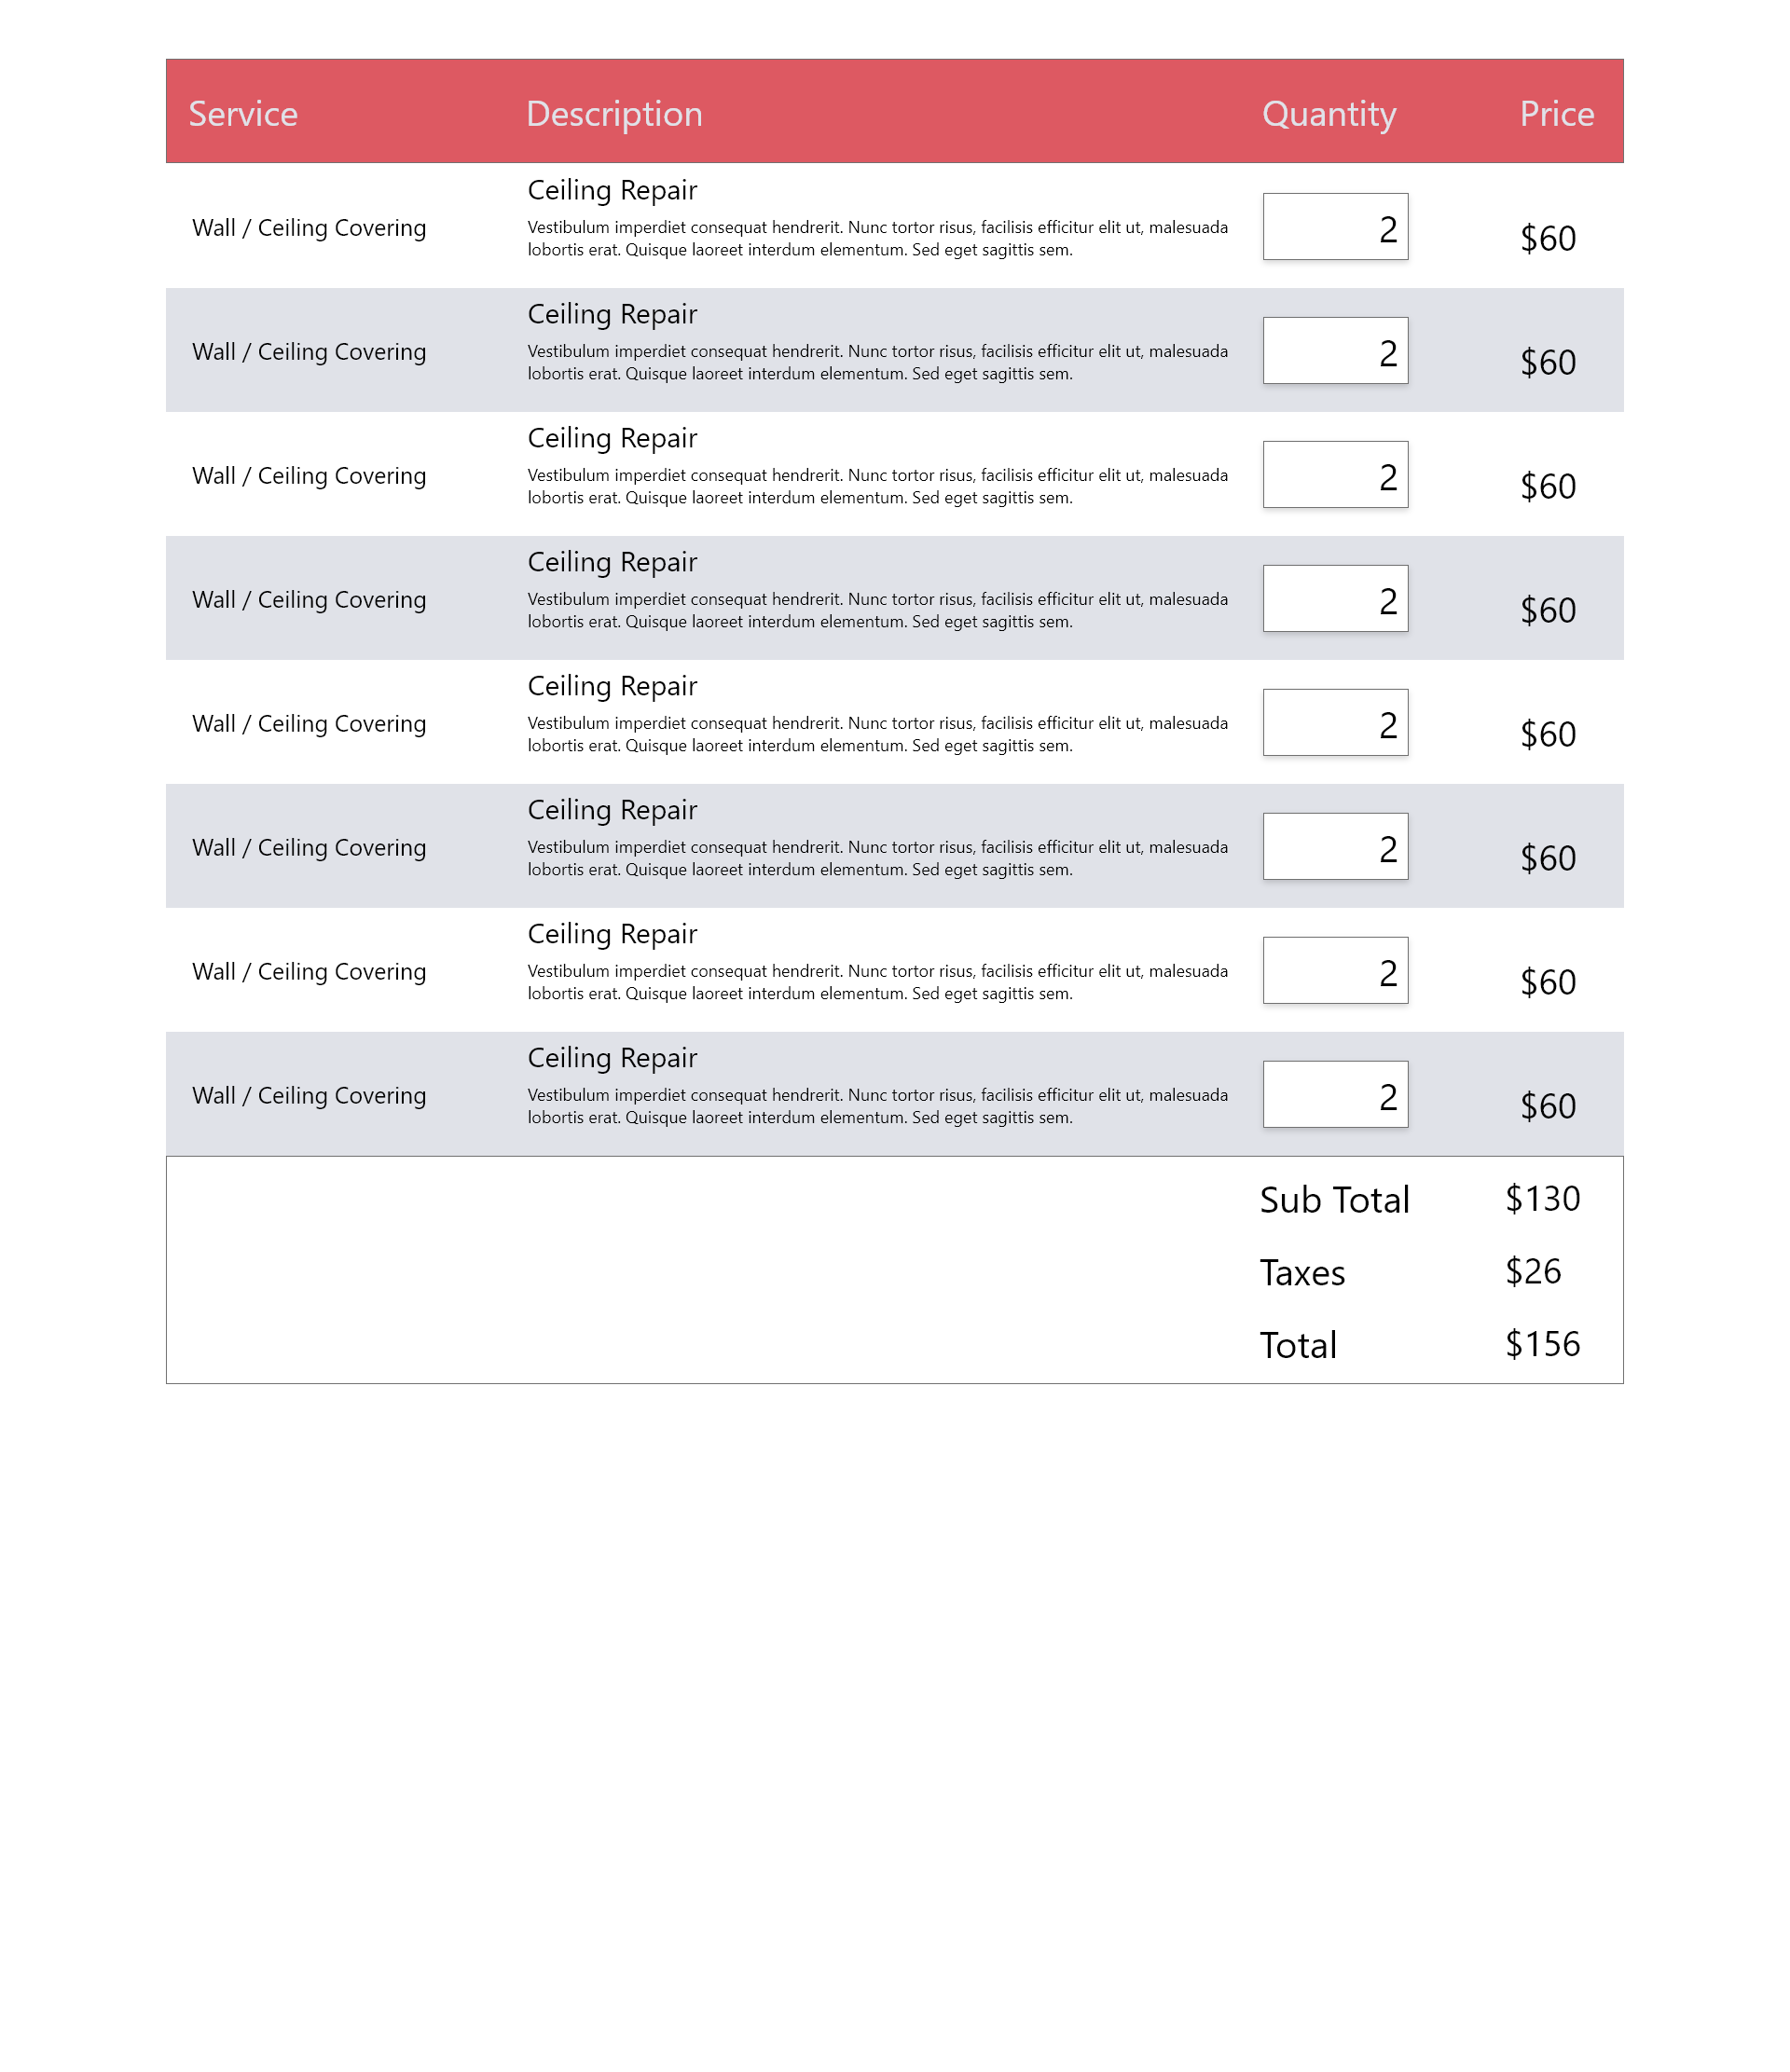 Service Description Quantity Price
Ceiling Repair
Wall / Ceiling Covering Vestibulum imperdiet consequat hendrerit. Nunc tortor risus, facilisis efficitur elit ut, malesuada 2 $60
lobortis erat. Quisque laoreet interdum elementum. Sed eget sagittis sem.
Ceiling Repair
Wall / Ceiling Covering Vestibulum imperdiet consequat hendrerit. Nunc tortor risus, facilisis efficitur elit ut, malesuada 2 $60
lobortis erat. Quisque laoreet interdum elementum. Sed eget sagittis sem.
Ceiling Repair
Wall / Ceiling Covering Vestibulum imperdiet consequat hendrerit. Nunc tortor risus, facilisis efficitur elit ut, malesuada 2 $60
lobortis erat. Quisque laoreet interdum elementum. Sed eget sagittis sem.
Ceiling Repair
Wall / Ceiling Covering Vestibulum imperdiet consequat hendrerit. Nunc tortor risus, facilisis efficitur elit ut, malesuada 2 $60
lobortis erat. Quisque laoreet interdum elementum. Sed eget sagittis sem.
Ceiling Repair
Wall / Ceiling Covering Vestibulum imperdiet consequat hendrerit. Nunc tortor risus, facilisis efficitur elit ut, malesuada 2 $60
lobortis erat. Quisque laoreet interdum elementum. Sed eget sagittis sem.
Ceiling Repair
Wall / Ceiling Covering Vestibulum imperdiet consequat hendrerit. Nunc tortor risus, facilisis efficitur elit ut, malesuada 2 $60
lobortis erat. Quisque laoreet interdum elementum. Sed eget sagittis sem.
Ceiling Repair
Wall / Ceiling Covering Vestibulum imperdiet consequat hendrerit. Nunc tortor risus, facilisis efficitur elit ut, malesuada 2 $60
lobortis erat. Quisque laoreet interdum elementum. Sed eget sagittis sem.
Ceiling Repair
Wall / Ceiling Covering Vestibulum imperdiet consequat hendrerit. Nunc tortor risus, facilisis efficitur elit ut, malesuada 2 $60
lobortis erat. Quisque laoreet interdum elementum. Sed eget sagittis sem.
Sub Total $130
Taxes $26
Total $156